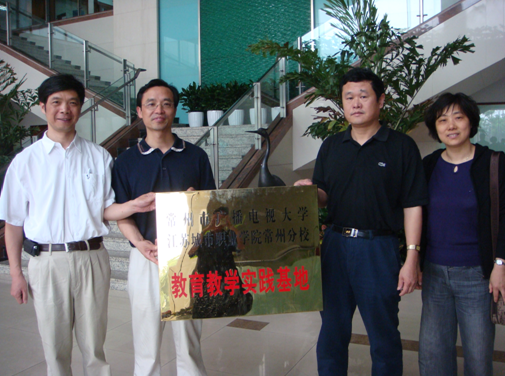 常州市广播电视大学
江苏城市职业学院常州分校
教育教学实践基地